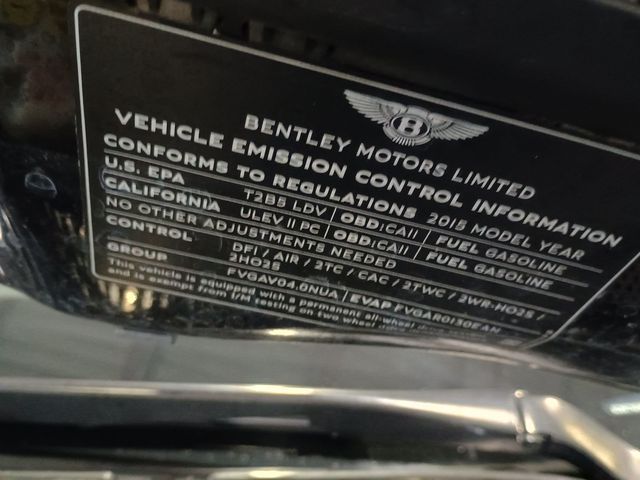 B
BENTLEY MOTORS LIMITED
VEHICLE EMISSION CONTROL INFORMATION
CONFORMS TO REGULATIONS 2015 MODEL YEAR
U.S. EPA T2B5 LDV OBD:CAII FUEL GASOLINE
CALIFORNIA ULEV II PC OBD:CAII FUEL GASOLINE
NO OTHER ADJUSTMENTS NEEDED
CONTROL DFI / AIR / 2TC / CAC / 2TWC / 2WR-HO2S /
2HO2S
GROUP FVGAV04.0NUA / EVAP FVGAR0130EAN
This vehicle is equipped with a permanent all-wheel
and is exempt from I/M testing on two wheel